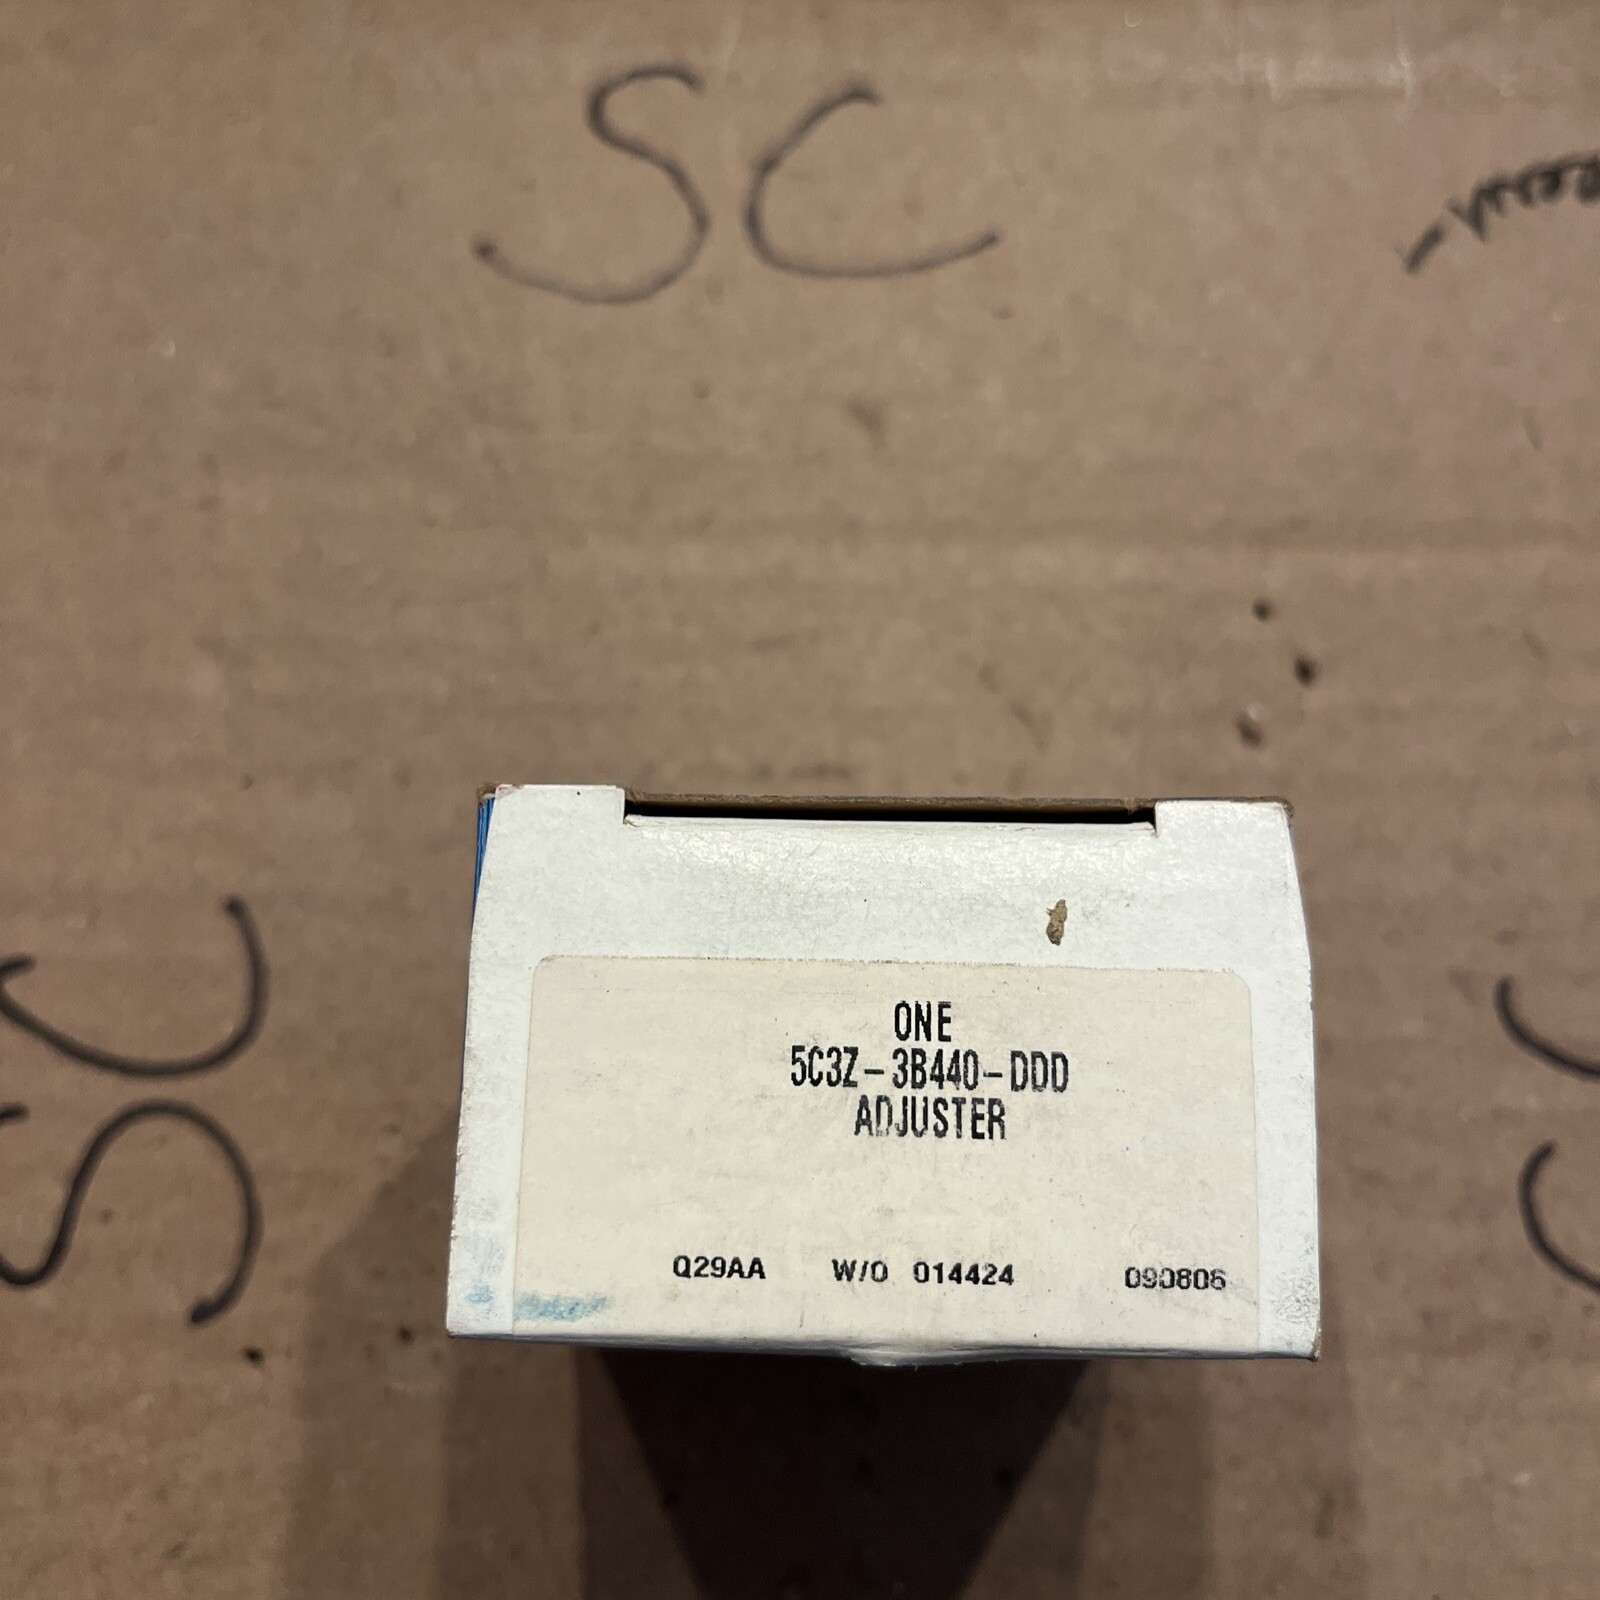 SC
SC
ONE
5C3Z-3B440-DDD
ADJUSTER
Q29AA W/O 014424 090806